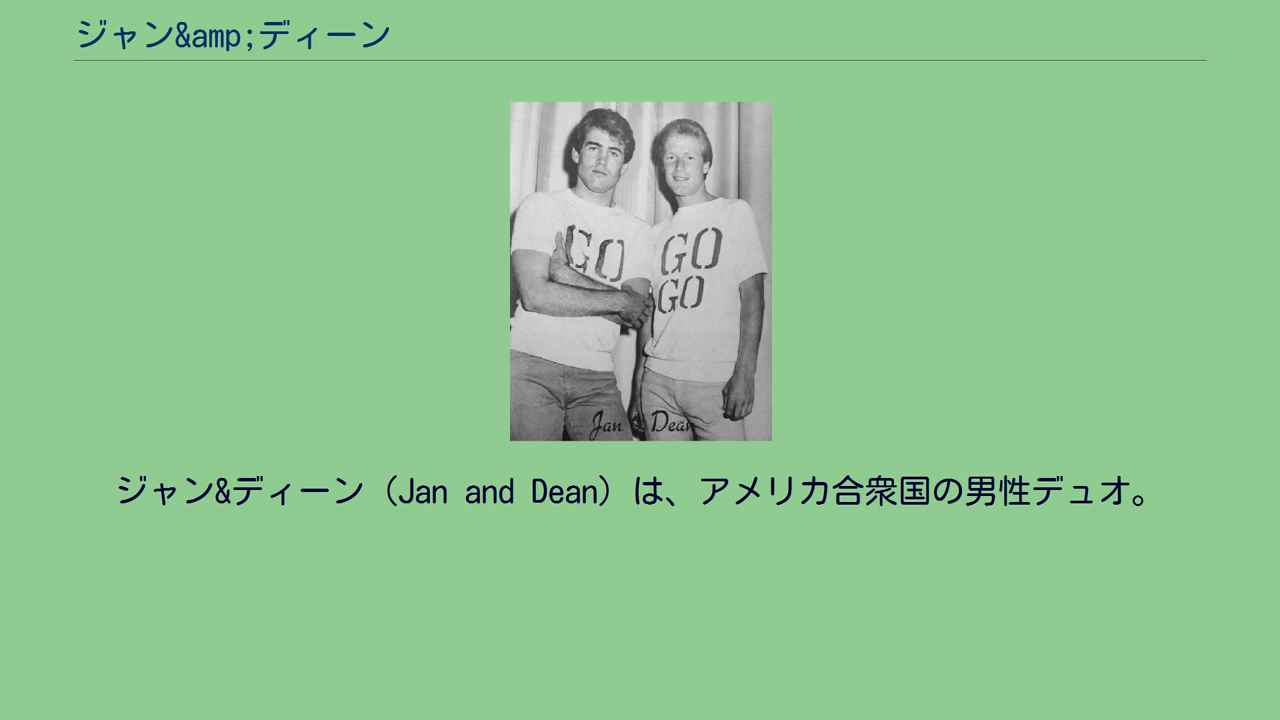 ジャン&amp;ディーン
GO
GO
GO
Jan & Dean
ジャン&ディーン（Jan and Dean）は、アメリカ合衆国の男性デュオ。